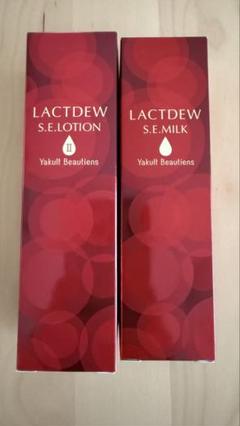 LACTDEW
S.E.LOTION
II
Yakult Beautiens
LACTDEW
S.E.MILK
Yakult Beautiens